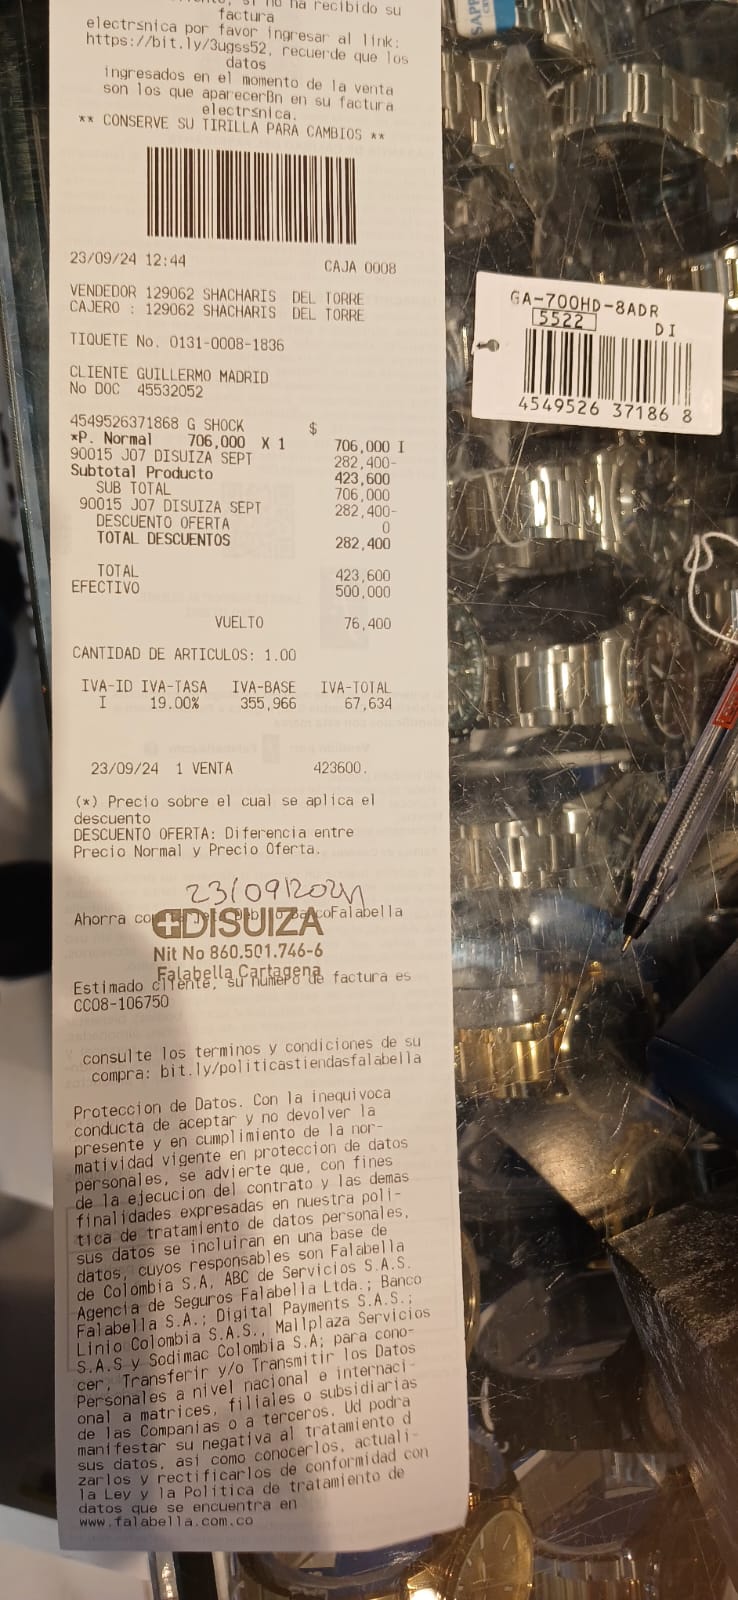 si no ha recibido su
factura
electrsnica por favor ingresar al link:
https://bit.ly/3ugss52, recuerde que los
datos
ingresados en el momento de la venta
son los que aparecerBn en su factura
electrsnica.
** CONSERVE SU TIRILLA PARA CAMBIOS **
23/09/24 12:44 CAJA 0008
VENDEDOR 129062 SHACHARIS DEL TORRE
CAJERO : 129062 SHACHARIS DEL TORRE
TIQUETE No. 0131-0008-1836
CLIENTE GUILLERMO MADRID
No DOC 45532052
4549526371868 G SHOCK $
*P. Normal 706,000 X 1 706,000 I
90015 J07 DISUIZA SEPT 282,400-
Subtotal Producto 423,600
SUB TOTAL 706,000
90015 J07 DISUIZA SEPT 282,400-
DESCUENTO OFERTA 0
TOTAL DESCUENTOS 282,400
TOTAL 423,600
EFECTIVO 500,000
VUELTO 76,400
CANTIDAD DE ARTICULOS: 1.00
IVA-ID IVA-TASA IVA-BASE IVA-TOTAL
I 19.00% 355,966 67,634
23/09/24 1 VENTA 423600.
(*) Precio sobre el cual se aplica el
descuento
DESCUENTO OFERTA: Diferencia entre
Precio Normal y Precio Oferta.
23/09/2024
Ahorra con BancoFalabella
DISUIZA
Nit No 860.501.746-6
Falabella Cartagena
Estimado cliente, su numero de factura es
CC08-106750
consulte los terminos y condiciones de su
compra: bit.ly/politicastiendasfalabella
Proteccion de Datos. Con la inequivoca
conducta de aceptar y no devolver la
presente y en cumplimiento de la nor-
matividad vigente en proteccion de datos
personales, se advierte que, con fines
de la ejecucion del contrato y las demas
finalidades expresadas en nuestra poli-
tica de tratamiento de datos personales,
sus datos se incluiran en una base de
datos, cuyos responsables son Falabella
de Colombia S.A, ABC de Servicios S.A.S.
Agencia de Seguros Falabella Ltda.; Banco
Falabella S.A.; Digital Payments S.A.S.;
Linio Colombia S.A.S., Mallplaza Servicios
S.A.S y Sodimac Colombia S.A; para cono-
cer, Transferir y/o Transmitir los Datos
Personales a nivel nacional e internaci-
onal a matrices, filiales o subsidiarias
de las Companias o a terceros. Ud podra
manifestar su negativa al tratamiento d
sus datos, asi como conocerlos, actuali-
zarlos y rectificarlos de conformidad con
la Ley y la Politica de tratamiento de
datos que se encuentra en
www.falabella.com.co
GA-700HD-8ADR
5522 DI
4549526 37186 8